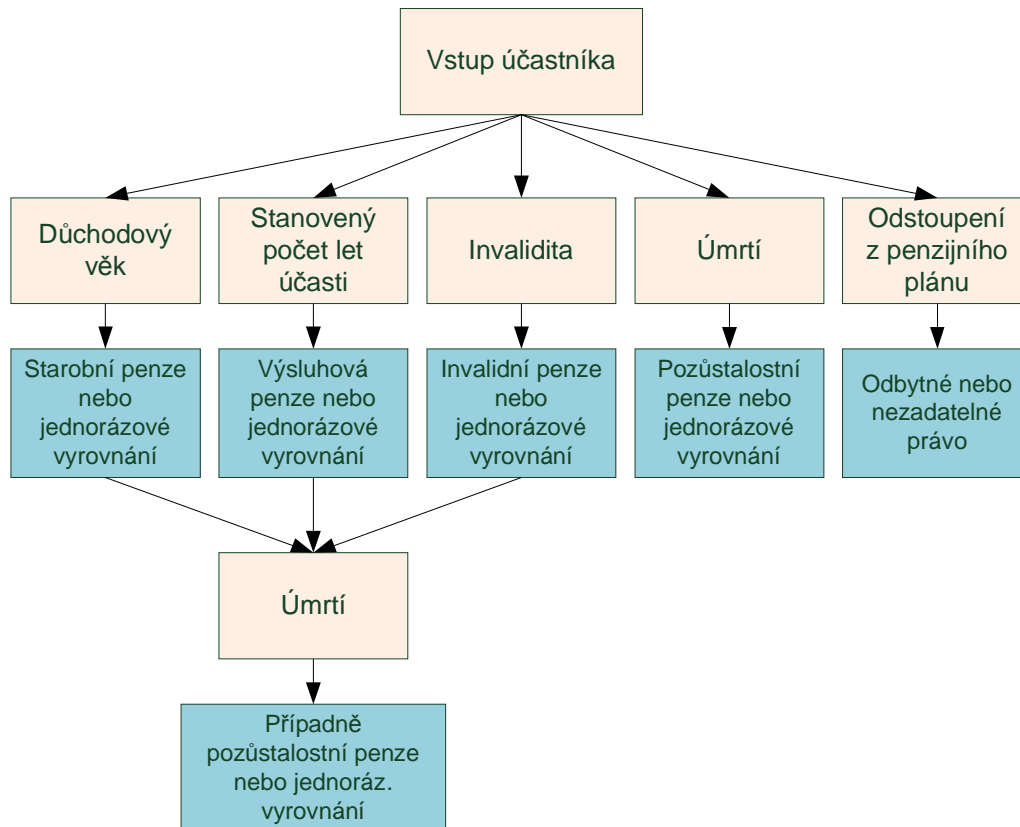 Vstup účastníka
Důchodový
věk
Stanovený
počet let
účasti
Invalidita
Úmrtí
Odstoupení
z penzijního
plánu
Starobní penze
nebo
jednorázové
vyrovnání
Výsluhová
penze nebo
jednorázové
vyrovnání
Invalidní penze
nebo
jednorázové
vyrovnání
Pozůstalostní
penze nebo
jednorázové
vyrovnání
Odbytné nebo
nezadatelné
právo
Úmrtí
Případně
pozůstalostní penze
nebo jednoráz.
vyrovnání